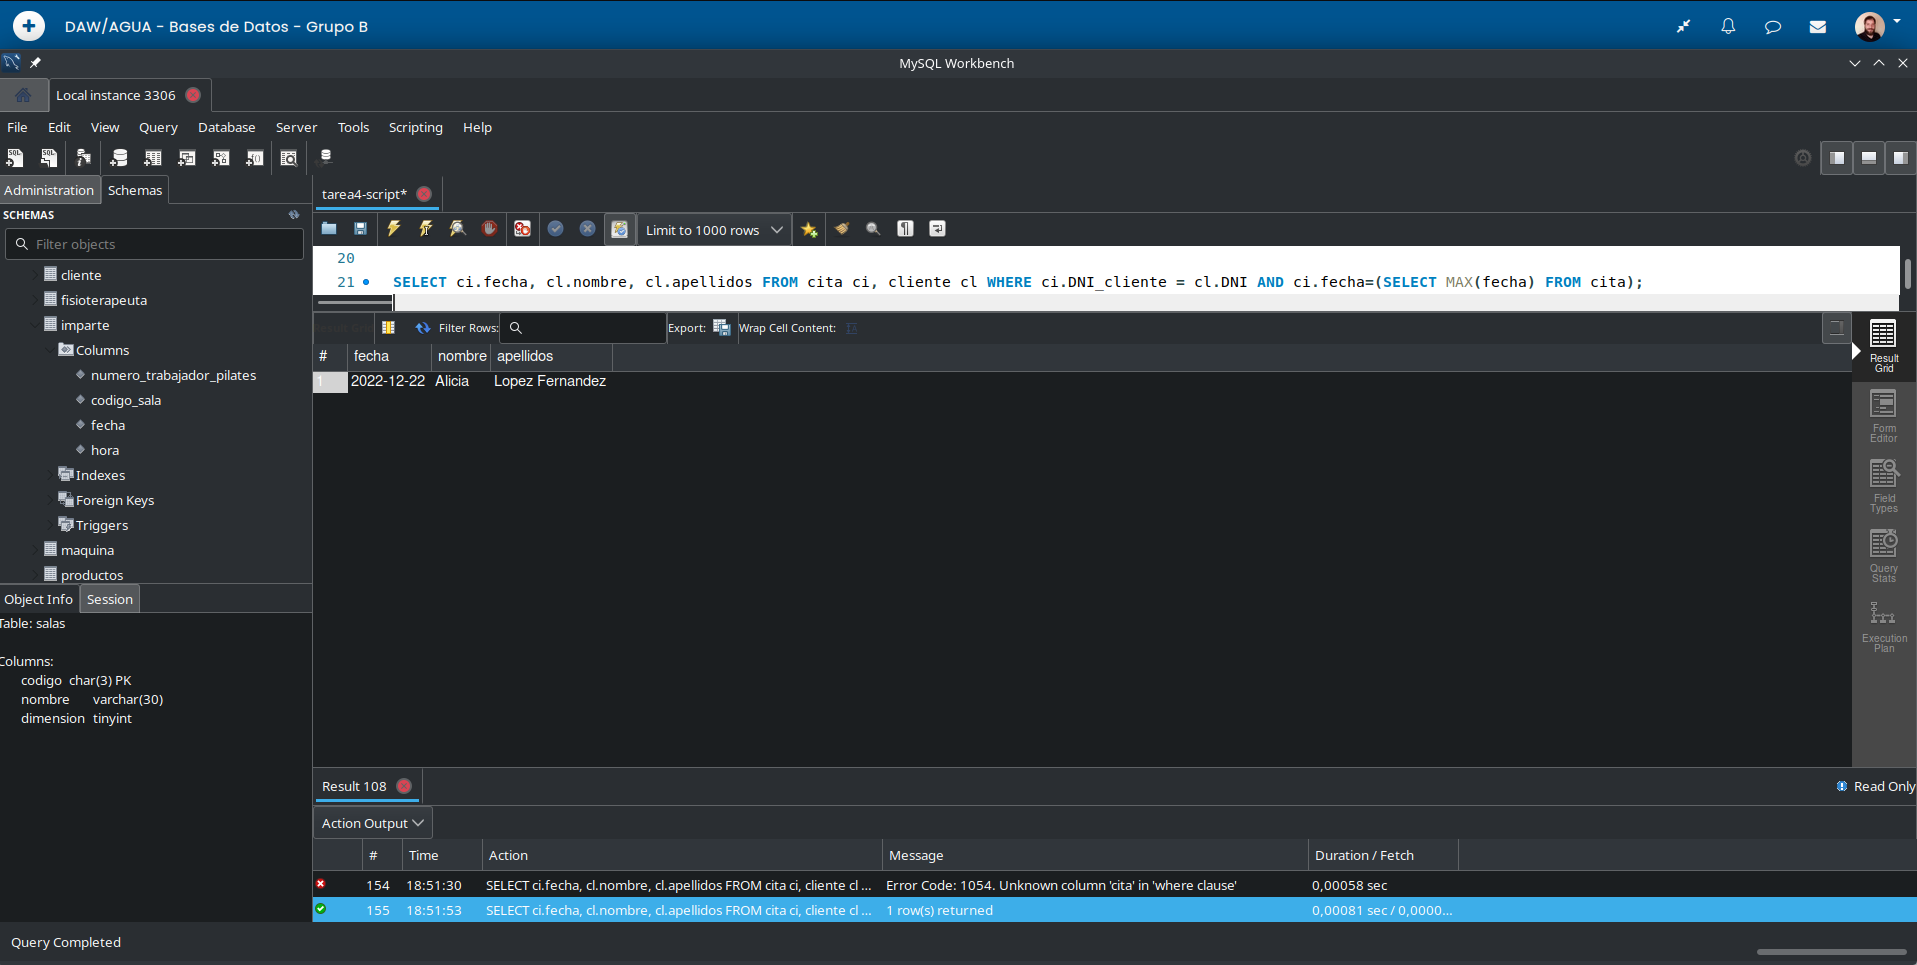 DAW/AGUA - Bases de Datos - Grupo B
MySQL Workbench
Local instance 3306
File Edit View Query Database Server Tools Scripting Help
Administration Schemas
SCHEMAS
Filter objects
cliente
fisioterapeuta
imparte
Columns
numero_trabajador_pilates
codigo_sala
fecha
hora
Indexes
Foreign Keys
Triggers
maquina
productos
Object Info Session
Table: salas
Columns:
codigo char(3) PK
nombre varchar(30)
dimension tinyint
tarea4-script*
Limit to 1000 rows
20
21 SELECT ci.fecha, cl.nombre, cl.apellidos FROM cita ci, cliente cl WHERE ci.DNI_cliente = cl.DNI AND ci.fecha=(SELECT MAX(fecha) FROM cita);
Result Grid Filter Rows: Export: Wrap Cell Content:
# fecha nombre apellidos
1 2022-12-22 Alicia Lopez Fernandez
Result
Grid
Form
Editor
Field
Types
Query
Stats
Execution
Plan
Result 108
Read Only
Action Output
# Time Action Message Duration / Fetch
154 18:51:30 SELECT ci.fecha, cl.nombre, cl.apellidos FROM cita ci, cliente cl ... Error Code: 1054. Unknown column 'cita' in 'where clause' 0,00058 sec
155 18:51:53 SELECT ci.fecha, cl.nombre, cl.apellidos FROM cita ci, cliente cl ... 1 row(s) returned 0,00081 sec / 0,0000...
Query Completed